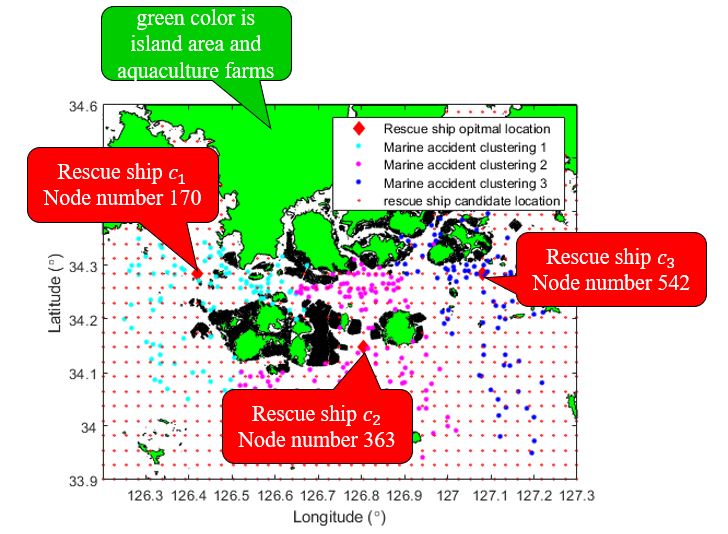 green color is
island area and
aquaculture farms
34.6
Rescue ship opitmal location
Marine accident clustering 1
Marine accident clustering 2
Marine accident clustering 3
rescue ship candidate location
Rescue ship c₁
Node number 170
Rescue ship c₃
Node number 542
34.3
34.2
34.1
34
33.9
Latitude (°)
Rescue ship c₂
Node number 363
126.3 126.4 126.5 126.6 126.7 126.8 126.9 127 127.1 127.2 127.3
Longitude (°)